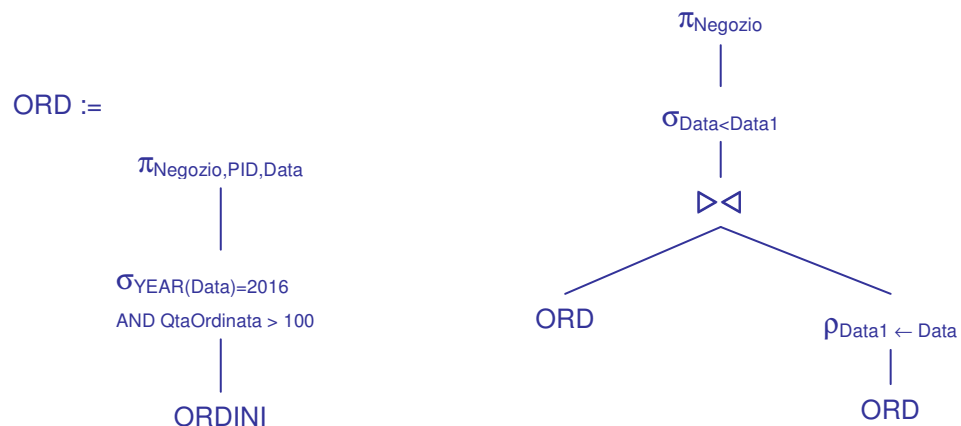 ORD :=
πNegozio,PID,Data
σYEAR(Data)=2016
AND QtaOrdinata > 100
ORDINI
πNegozio
σData<Data1
▷◁
ORD
ρData1 ← Data
ORD